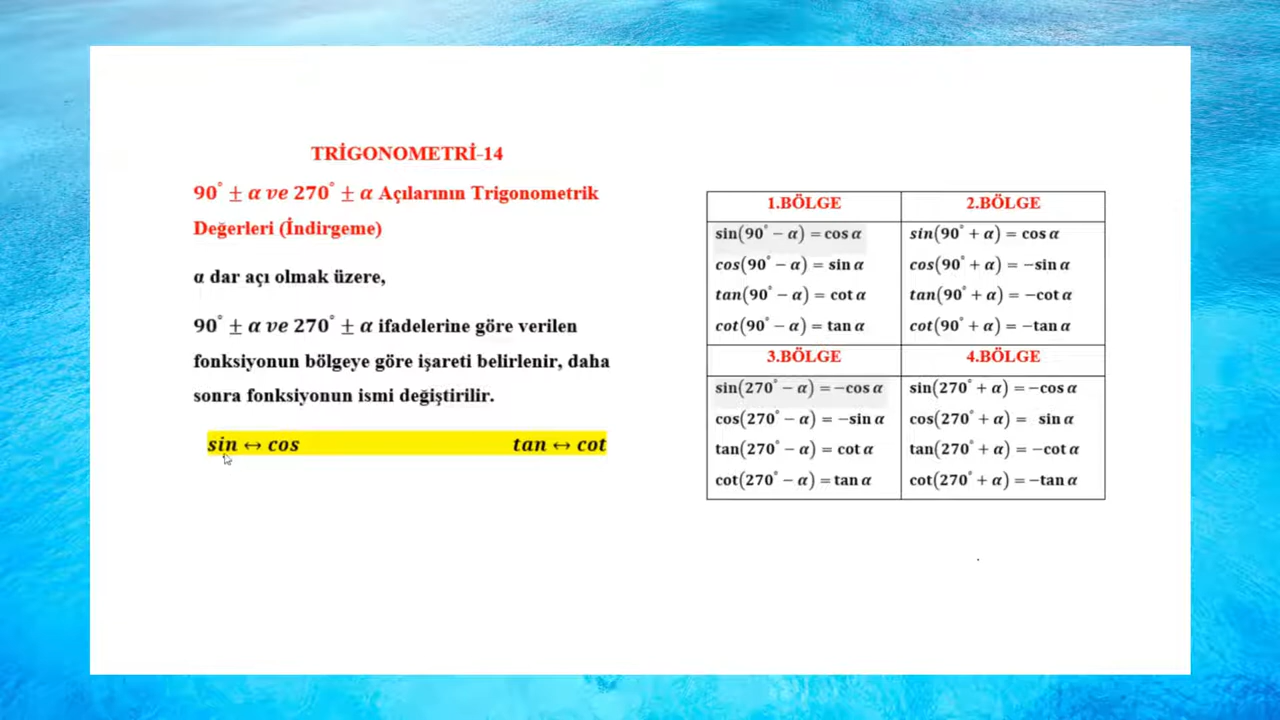 TRİGONOMETRİ-14
90° ± α ve 270° ± α Açılarının Trigonometrik
Değerleri (İndirgeme)
α dar açı olmak üzere,
90° ± α ve 270° ± α ifadelerine göre verilen
fonksiyonun bölgeye göre işareti belirlenir, daha
sonra fonksiyonun ismi değiştirilir.
sin ↔ cos tan ↔ cot
1.BÖLGE 2.BÖLGE
sin(90° − α) = cos α sin(90° + α) = cos α
cos(90° − α) = sin α cos(90° + α) = −sin α
tan(90° − α) = cot α tan(90° + α) = −cot α
cot(90° − α) = tan α cot(90° + α) = −tan α
3.BÖLGE 4.BÖLGE
sin(270° − α) = −cos α sin(270° + α) = −cos α
cos(270° − α) = −sin α cos(270° + α) = sin α
tan(270° − α) = cot α tan(270° + α) = −cot α
cot(270° − α) = tan α cot(270° + α) = −tan α